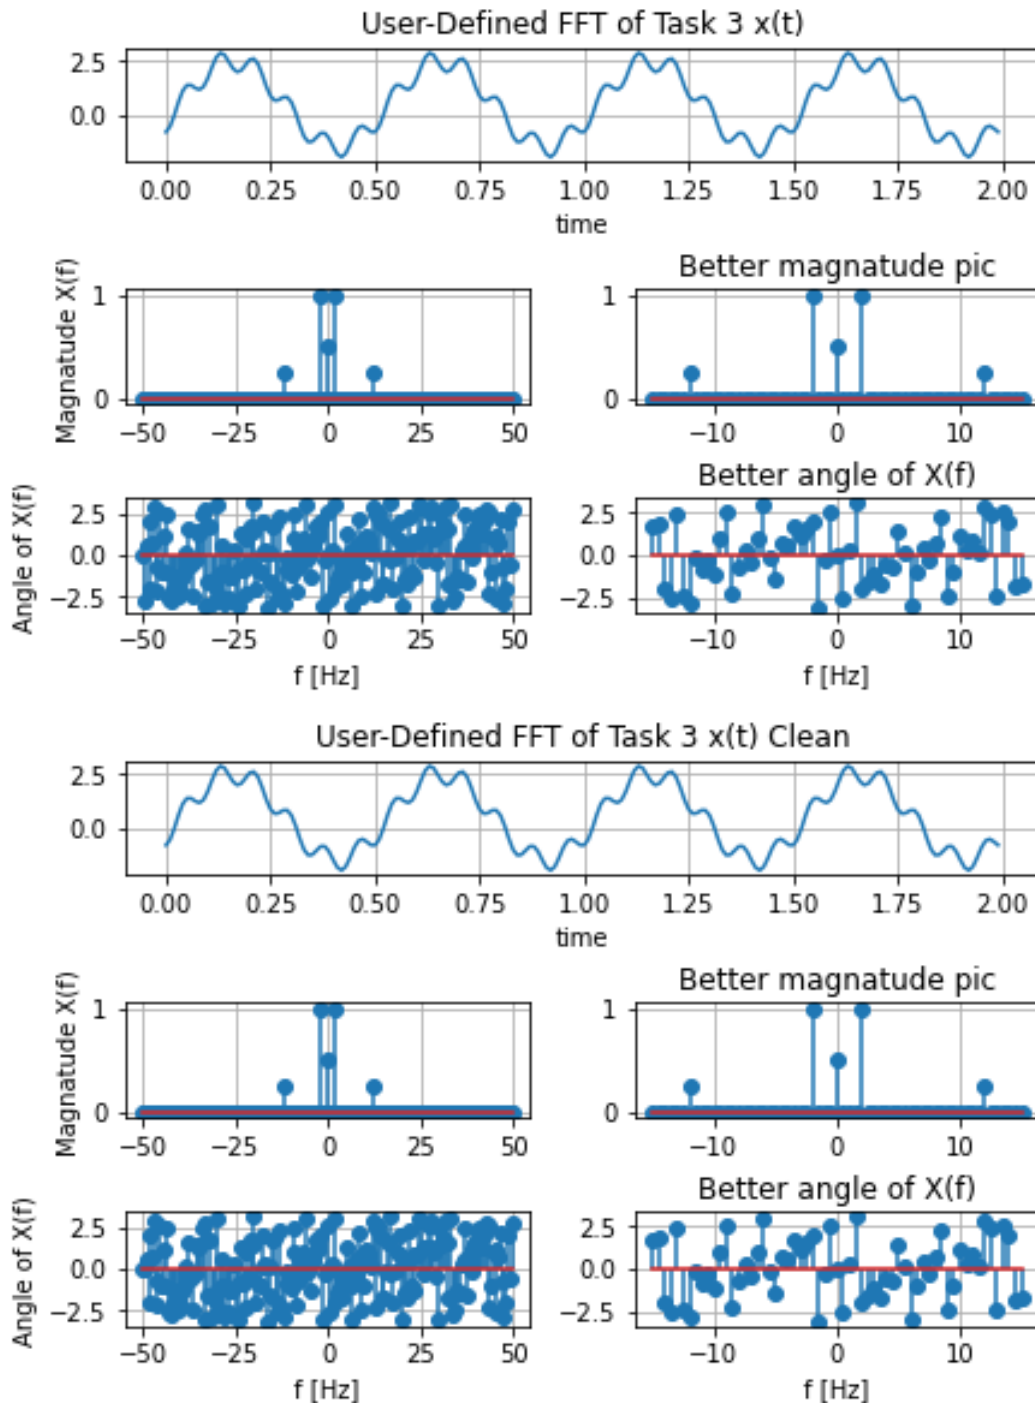 User-Defined FFT of Task 3 x(t)
2.5
0.0
0.00 0.25 0.50 0.75 1.00 1.25 1.50 1.75 2.00
time
Better magnatude pic
Magnatude X(f)
1
0
−50 −25 0 25 50
1
0
−10 0 10
Better angle of X(f)
Angle of X(f)
2.5
0.0
−2.5
−50 −25 0 25 50
f [Hz]
2.5
0.0
−2.5
−10 0 10
f [Hz]
User-Defined FFT of Task 3 x(t) Clean
2.5
0.0
0.00 0.25 0.50 0.75 1.00 1.25 1.50 1.75 2.00
time
Better magnatude pic
Magnatude X(f)
1
0
−50 −25 0 25 50
1
0
−10 0 10
Better angle of X(f)
Angle of X(f)
2.5
0.0
−2.5
−50 −25 0 25 50
f [Hz]
2.5
0.0
−2.5
−10 0 10
f [Hz]